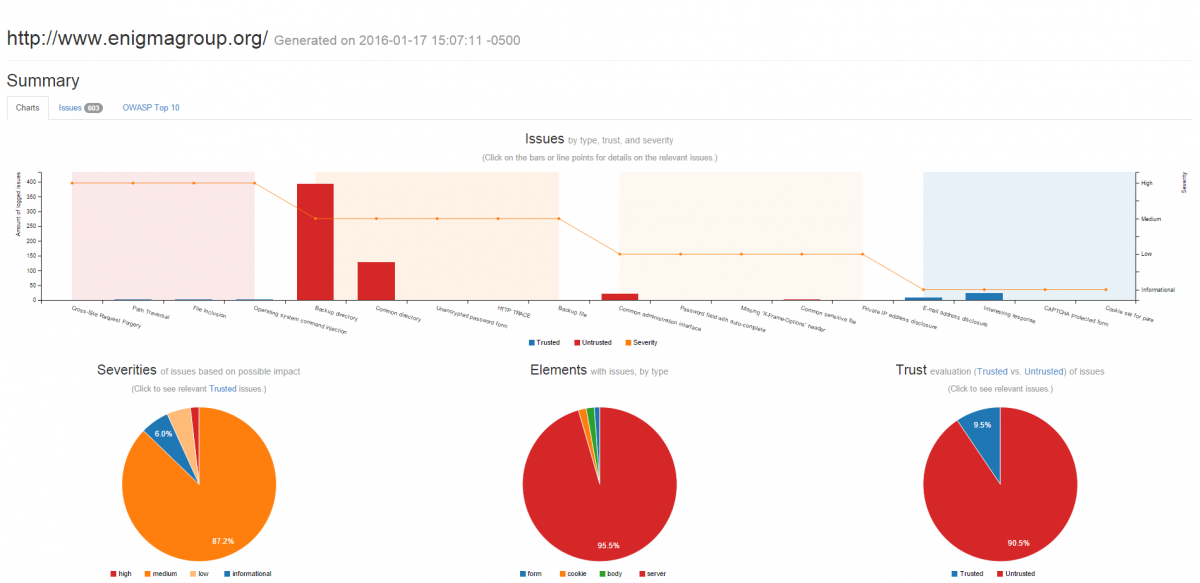 http://www.enigmagroup.org/ Generated on 2016-01-17 15:07:11 -0500
Summary
Charts Issues 603 OWASP Top 10
Issues by type, trust, and severity
(Click on the bars or line points for details on the relevant issues.)
Amount of logged issues
400
350
300
250
200
150
100
50
0
High
Medium
Low
Informational
Severity
Cross-Site Request Forgery
Path Traversal
File Inclusion
Operating system command injection
Backup directory
Common directory
Unencrypted password form
HTTP TRACE
Backup file
Common administration interface
Password field with auto-complete
Missing 'X-Frame-Options' header
Common sensitive file
Private IP address disclosure
E-mail address disclosure
Interesting response
CAPTCHA protected form
Cookie set for pare
Trusted Untrusted Severity
Severities of issues based on possible impact
(Click to see relevant Trusted issues.)
6.0%
87.2%
high medium low informational
Elements with issues, by type
95.5%
form cookie body server
Trust evaluation (Trusted vs. Untrusted) of issues
(Click to see relevant issues.)
9.5%
90.5%
Trusted Untrusted